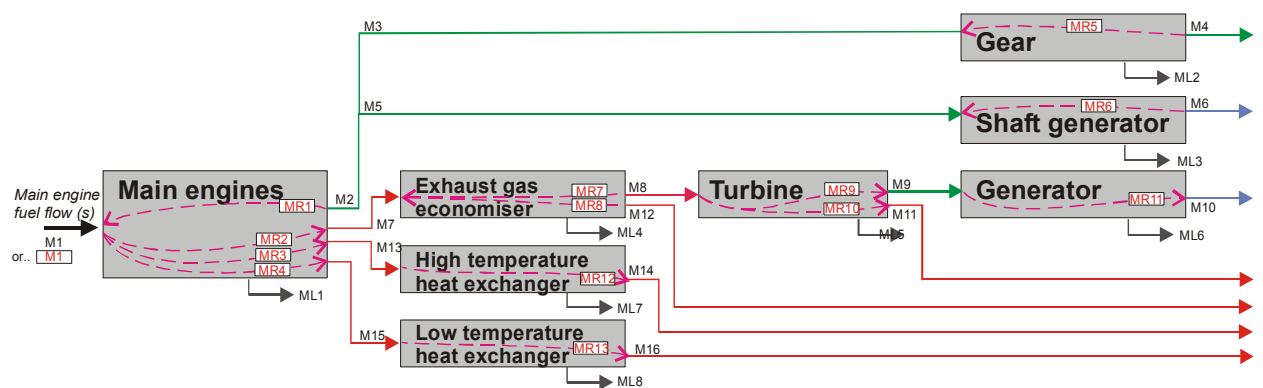 M3
MR5
M4
Gear
ML2
M5
MR6
M6
Shaft generator
ML3
Main engines
MR1
M2
Main engine
fuel flow (s)
M1
or.. M1
MR2
MR3
MR4
ML1
M7
Exhaust gas
economiser
MR7
MR8
M8
M12
ML4
Turbine
MR9
MR10
M9
M11
Generator
MR11
M10
ML6
M13
High temperature
heat exchanger
MR12
M14
ML7
M15
Low temperature
heat exchanger
MR13
M16
ML8